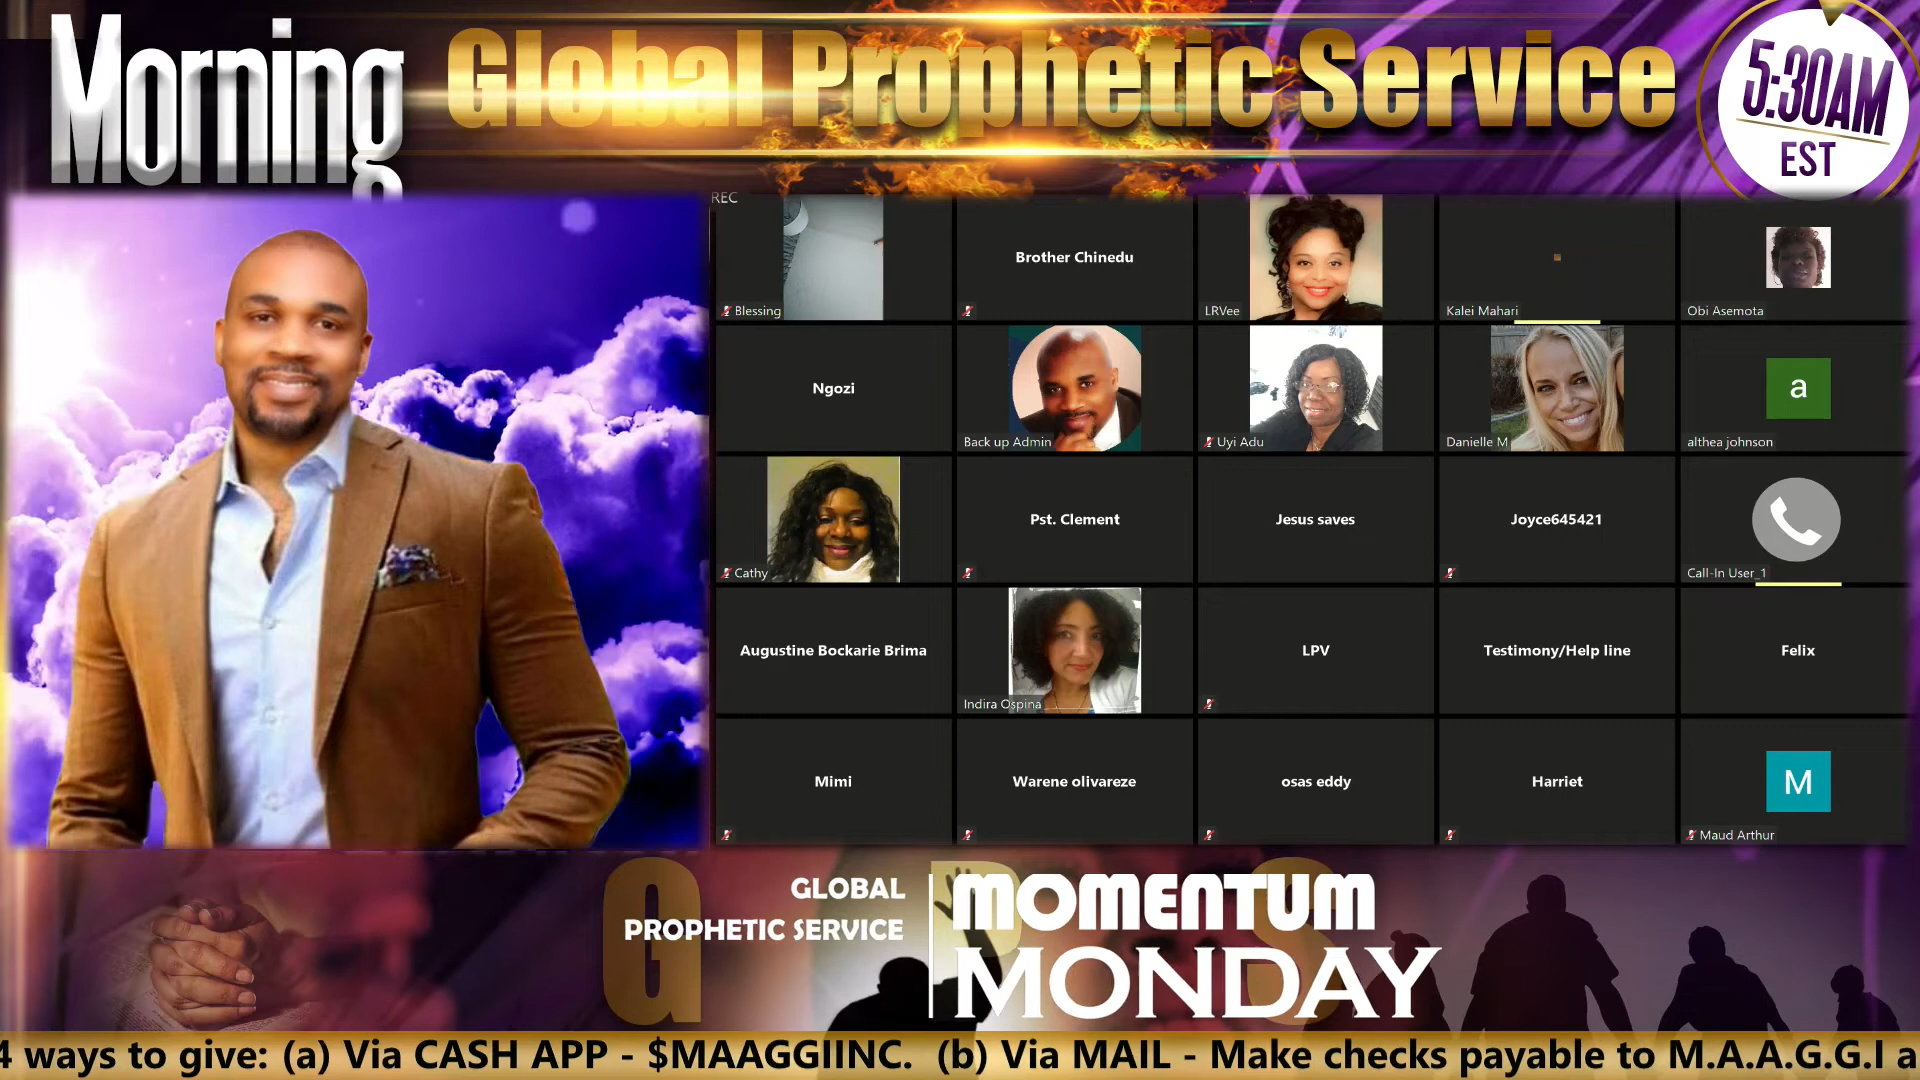 Morning
Global Prophetic Service
5:30AM
EST
REC
Blessing
Brother Chinedu
LRVee
Kalei Mahari
Obi Asemota
Ngozi
Back up Admin
Uyi Adu
Danielle M
a
althea johnson
Cathy
Pst. Clement
Jesus saves
Joyce645421
Call-In User_1
Augustine Bockarie Brima
Indira Ospina
LPV
Testimony/Help line
Felix
Mimi
Warene olivareze
osas eddy
Harriet
M
Maud Arthur
G P S
GLOBAL
PROPHETIC SERVICE
MOMENTUM
MONDAY
4 ways to give: (a) Via CASH APP - $MAAGGIINC. (b) Via MAIL - Make checks payable to M.A.A.G.G.I a